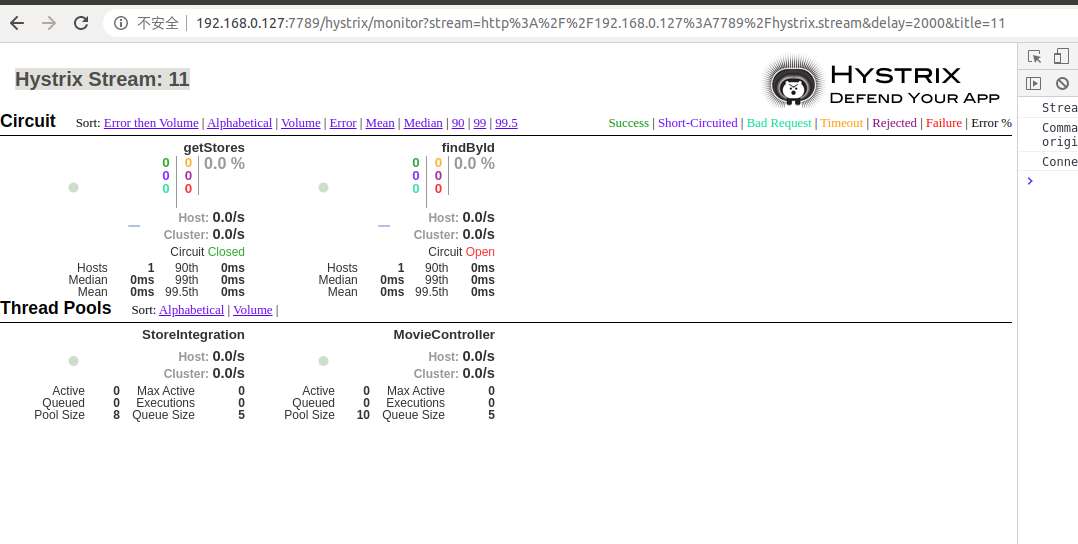 不安全 | 192.168.0.127:7789/hystrix/monitor?stream=http%3A%2F%2F192.168.0.127%3A7789%2Fhystrix.stream&delay=2000&title=11
Hystrix Stream: 11
HYSTRIX
DEFEND YOUR APP
Circuit Sort: Error then Volume | Alphabetical | Volume | Error | Mean | Median | 90 | 99 | 99.5 Success | Short-Circuited | Bad Request | Timeout | Rejected | Failure | Error %
getStores findById
0 0 0.0 % 0 0 0.0 %
0 0 0 0
0 0 0 0
Host: 0.0/s Host: 0.0/s
Cluster: 0.0/s Cluster: 0.0/s
Circuit Closed Circuit Open
Hosts 1 90th 0ms Hosts 1 90th 0ms
Median 0ms 99th 0ms Median 0ms 99th 0ms
Mean 0ms 99.5th 0ms Mean 0ms 99.5th 0ms
Thread Pools Sort: Alphabetical | Volume |
StoreIntegration MovieController
Host: 0.0/s Host: 0.0/s
Cluster: 0.0/s Cluster: 0.0/s
Active 0 Max Active 0 Active 0 Max Active 0
Queued 0 Executions 0 Queued 0 Executions 0
Pool Size 8 Queue Size 5 Pool Size 10 Queue Size 5
Strea
Comma
origi
Conne